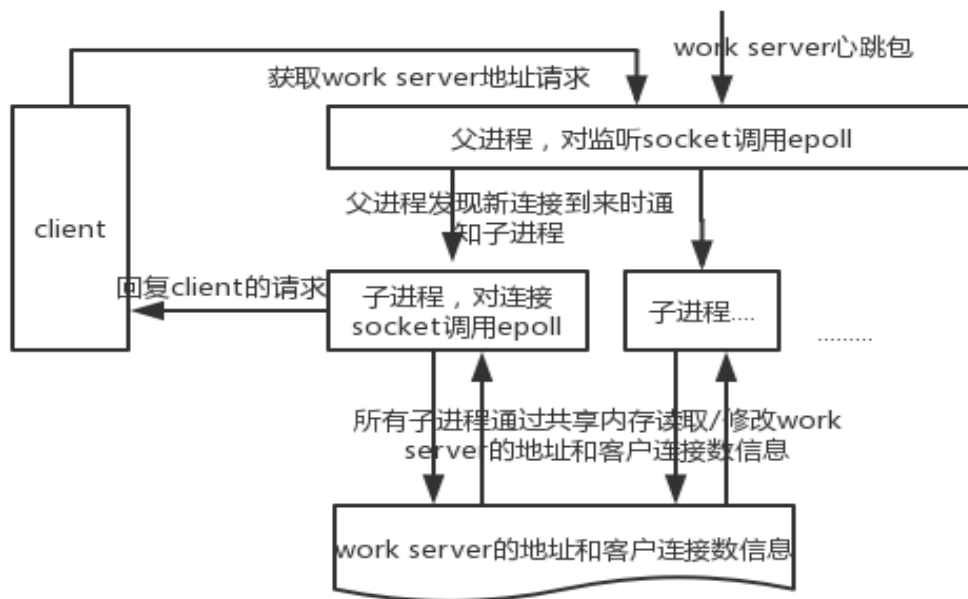 work server心跳包
获取work server地址请求
父进程，对监听socket调用epoll
父进程发现新连接到来时通
知子进程
client
回复client的请求
子进程，对连接
socket调用epoll
子进程....
.........
所有子进程通过共享内存读取/修改work
server的地址和客户连接数信息
work server的地址和客户连接数信息